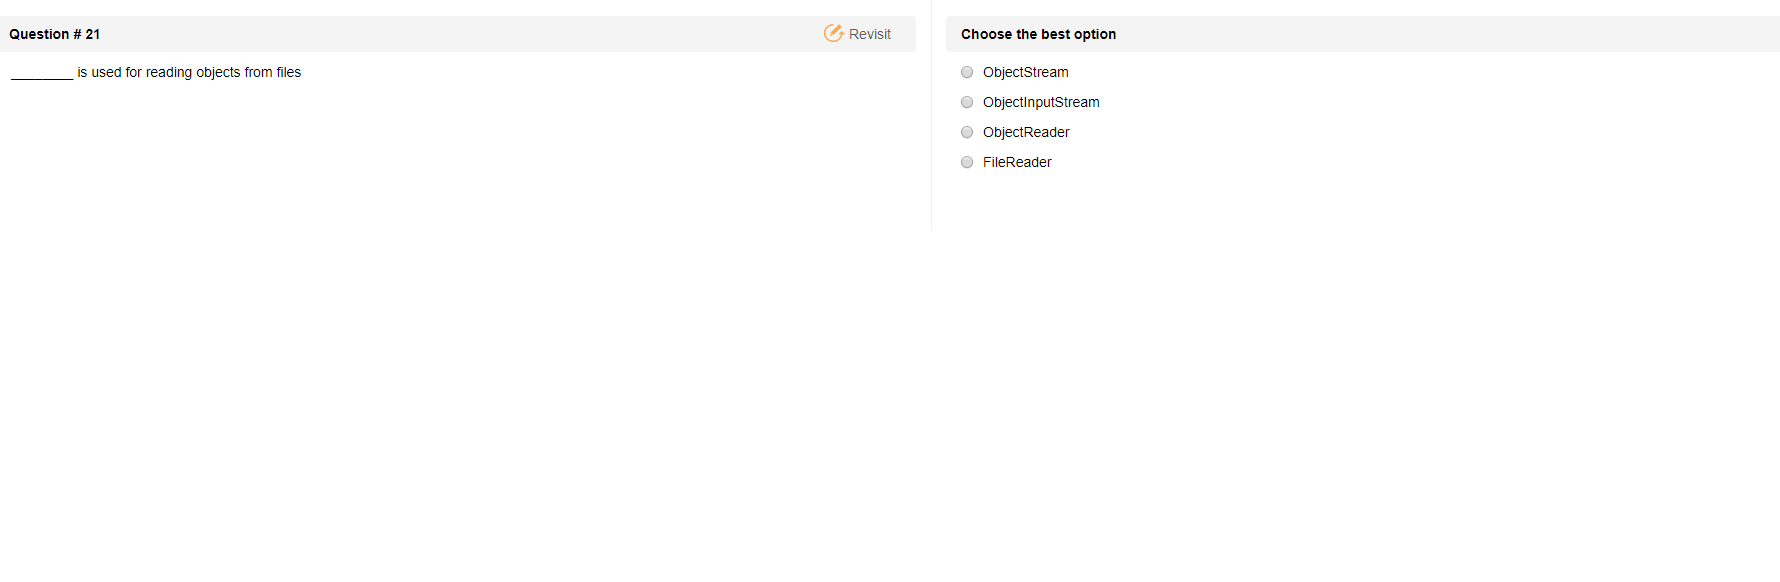 Question # 21
Revisit
________ is used for reading objects from files
Choose the best option
ObjectStream
ObjectInputStream
ObjectReader
FileReader